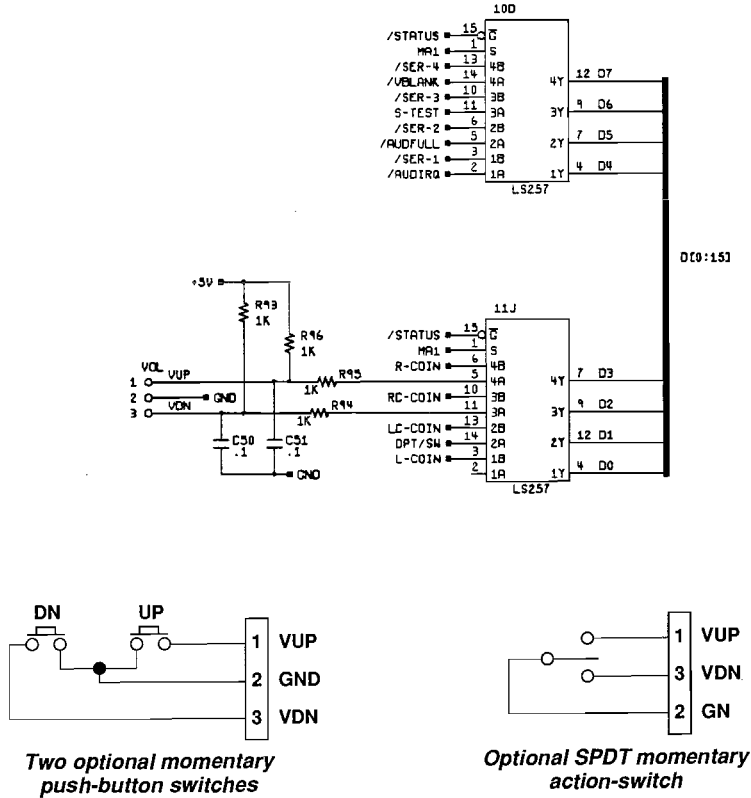 10D
/STATUS 15 G
MA1 1 S
/SER-4 13 4B
/VBLANK 14 4A 4Y 12 D7
/SER-3 10 3B
S-TEST 11 3A 3Y 9 D6
/SER-2 6 2B
/AUDFULL 5 2A 2Y 7 D5
/SER-1 3 1B
/AUDIRQ 2 1A 1Y 4 D4
LS257
D[0:15]
+5V
R93
1K
R96
1K
11J
/STATUS 15 G
MA1 1 S
R-COIN 6 4B
5 4A 4Y 7 D3
RC-COIN 10 3B
11 3A 3Y 9 D2
LC-COIN 13 2B
OPT/SW 14 2A 2Y 12 D1
L-COIN 3 1B
2 1A 1Y 4 D0
LS257
VOL
1 VUP
2 GND
3 VDN
R95
1K
R94
1K
C50
.1
C51
.1
GND
DN UP
1 VUP
2 GND
3 VDN
Two optional momentary
push-button switches
1 VUP
3 VDN
2 GN
Optional SPDT momentary
action-switch